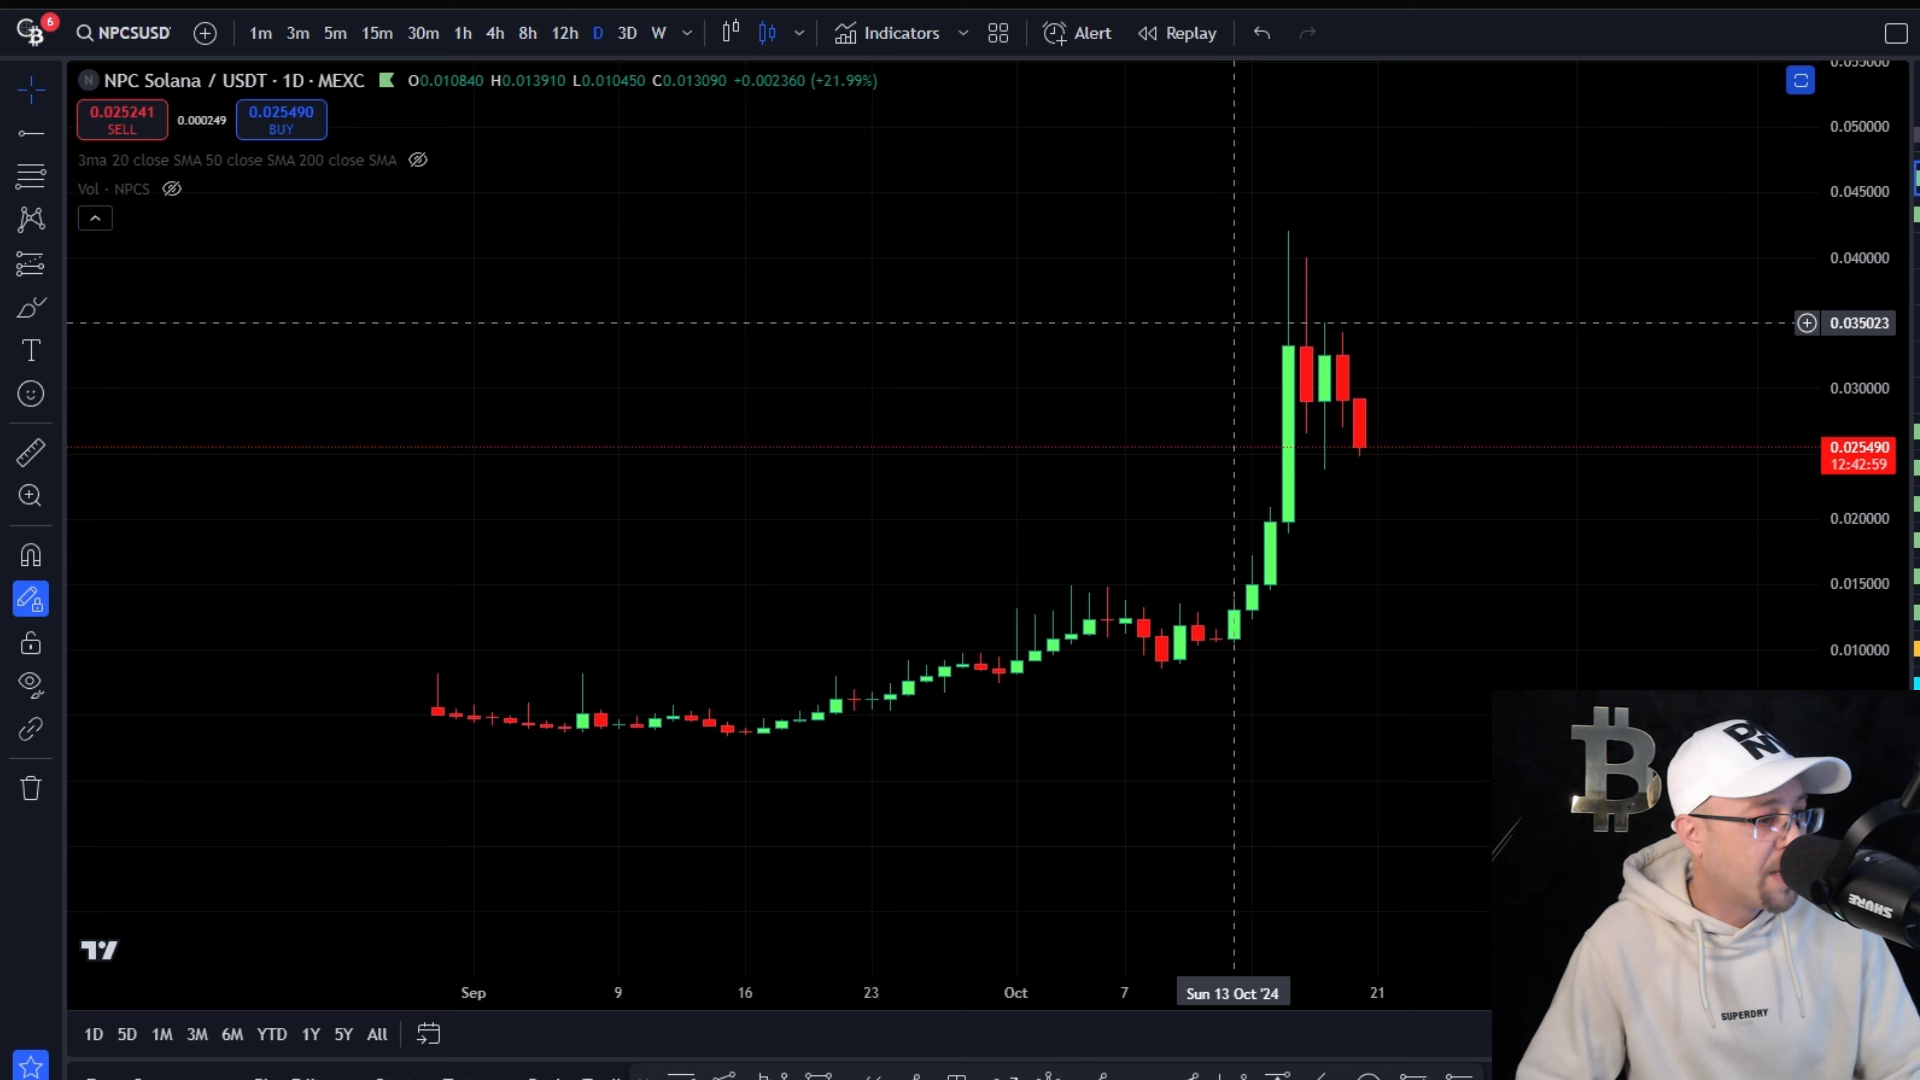 6
NPCSUSD 1m 3m 5m 15m 30m 1h 4h 8h 12h D 3D W Indicators Alert Replay
N NPC Solana / USDT · 1D · MEXC O0.010840 H0.013910 L0.010450 C0.013090 +0.002360 (+21.99%)
0.025241 SELL 0.000249 0.025490 BUY
3ma 20 close SMA 50 close SMA 200 close SMA
Vol · NPCS
0.055000
0.050000
0.045000
0.040000
0.035023
0.030000
0.025490
12:42:59
0.020000
0.015000
0.010000
Sep 9 16 23 Oct 7 Sun 13 Oct '24 21
1D 5D 1M 3M 6M YTD 1Y 5Y All
SHURE
SUPERDRY